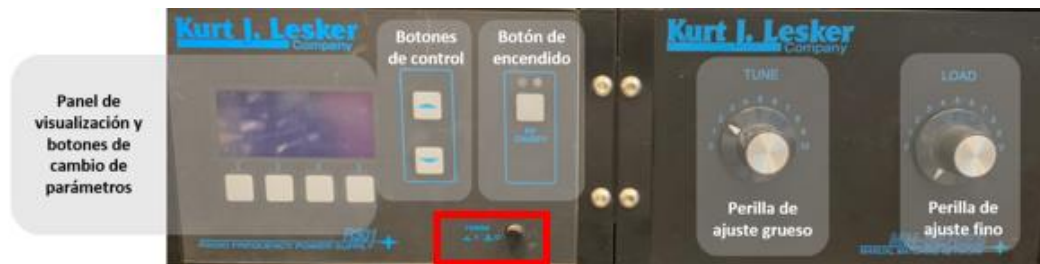 Kurt J. Lesker
Company
Kurt J. Lesker
Company
Botones
de control
Botón de
encendido
TUNE
LOAD
Panel de
visualización y
botones de
cambio de
parámetros
Perilla de
ajuste grueso
Perilla de
ajuste fino
RADIO FREQUENCY POWER SUPPLY